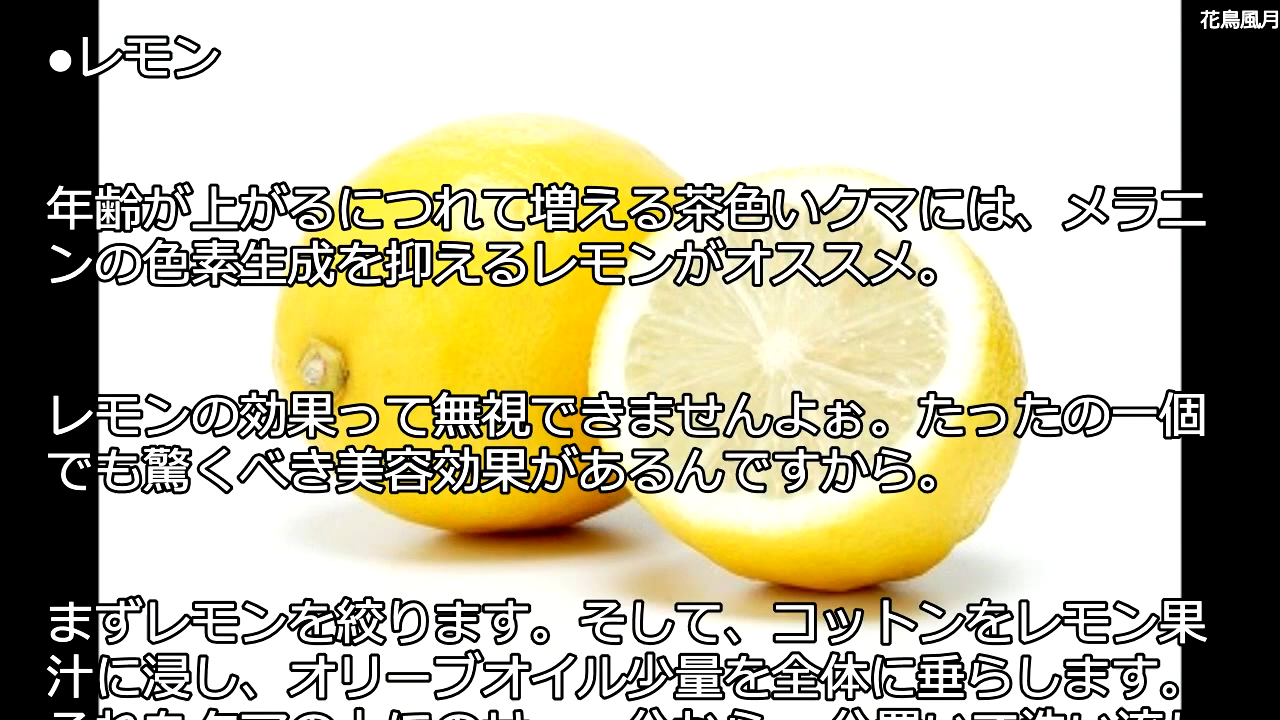 花鳥風月
●レモン
年齢が上がるにつれて増える茶色いクマには、メラニ
ンの色素生成を抑えるレモンがオススメ。
レモンの効果って無視できませんよぉ。たったの一個
でも驚くべき美容効果があるんですから。
まずレモンを絞ります。そして、コットンをレモン果
汁に浸し、オリーブオイル少量を全体に垂らします。